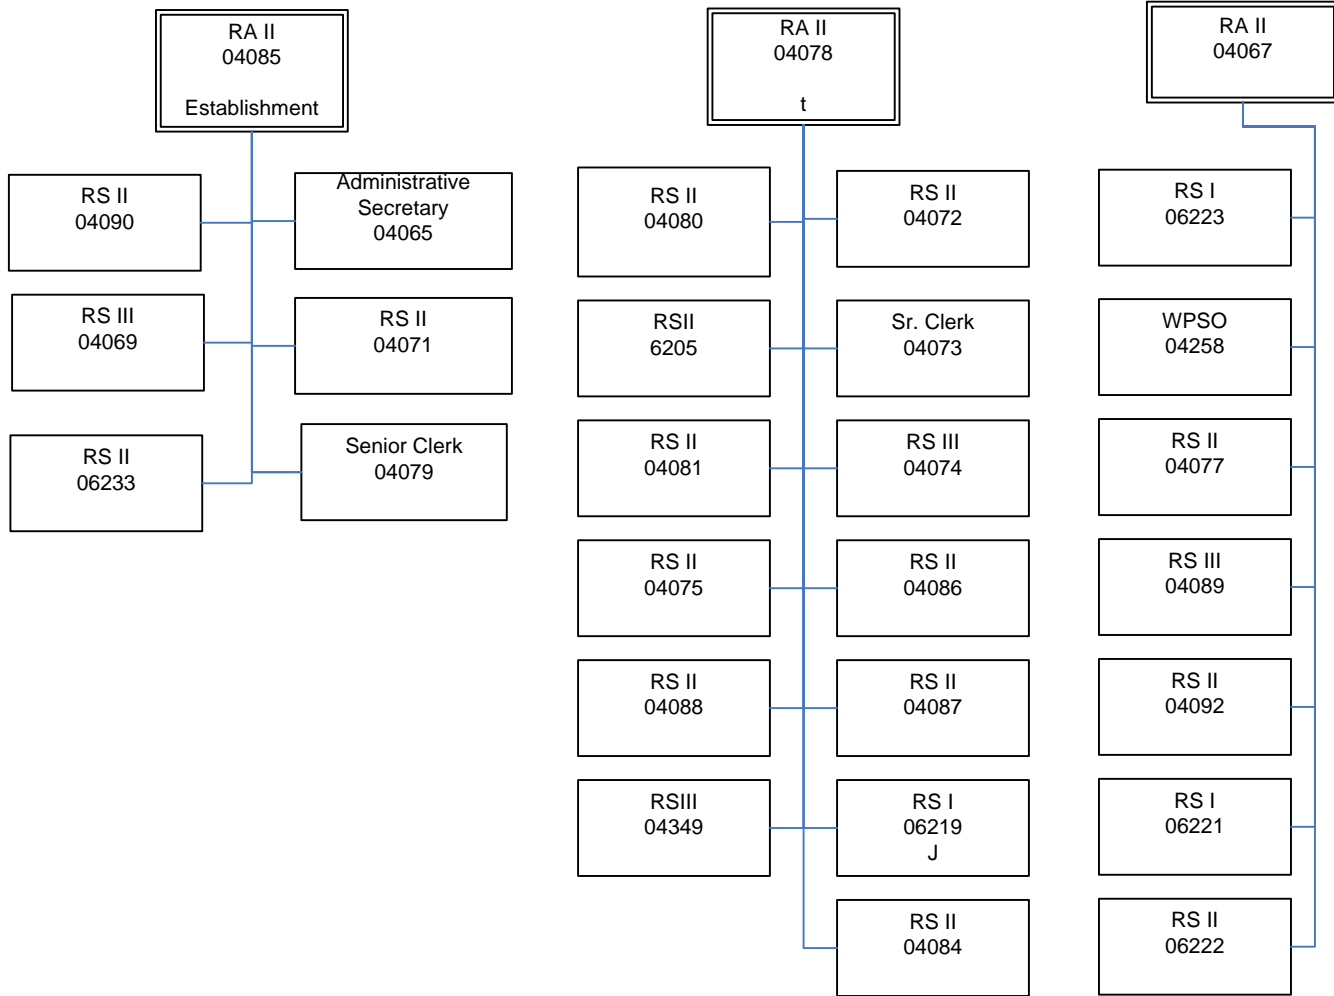 RA II
04085
Establishment
RS II
04090
Administrative
Secretary
04065
RS III
04069
RS II
04071
RS II
06233
Senior Clerk
04079
RA II
04078
t
RS II
04080
RS II
04072
RSII
6205
Sr. Clerk
04073
RS II
04081
RS III
04074
RS II
04075
RS II
04086
RS II
04088
RS II
04087
RSIII
04349
RS I
06219
J
RS II
04084
RA II
04067
RS I
06223
WPSO
04258
RS II
04077
RS III
04089
RS II
04092
RS I
06221
RS II
06222